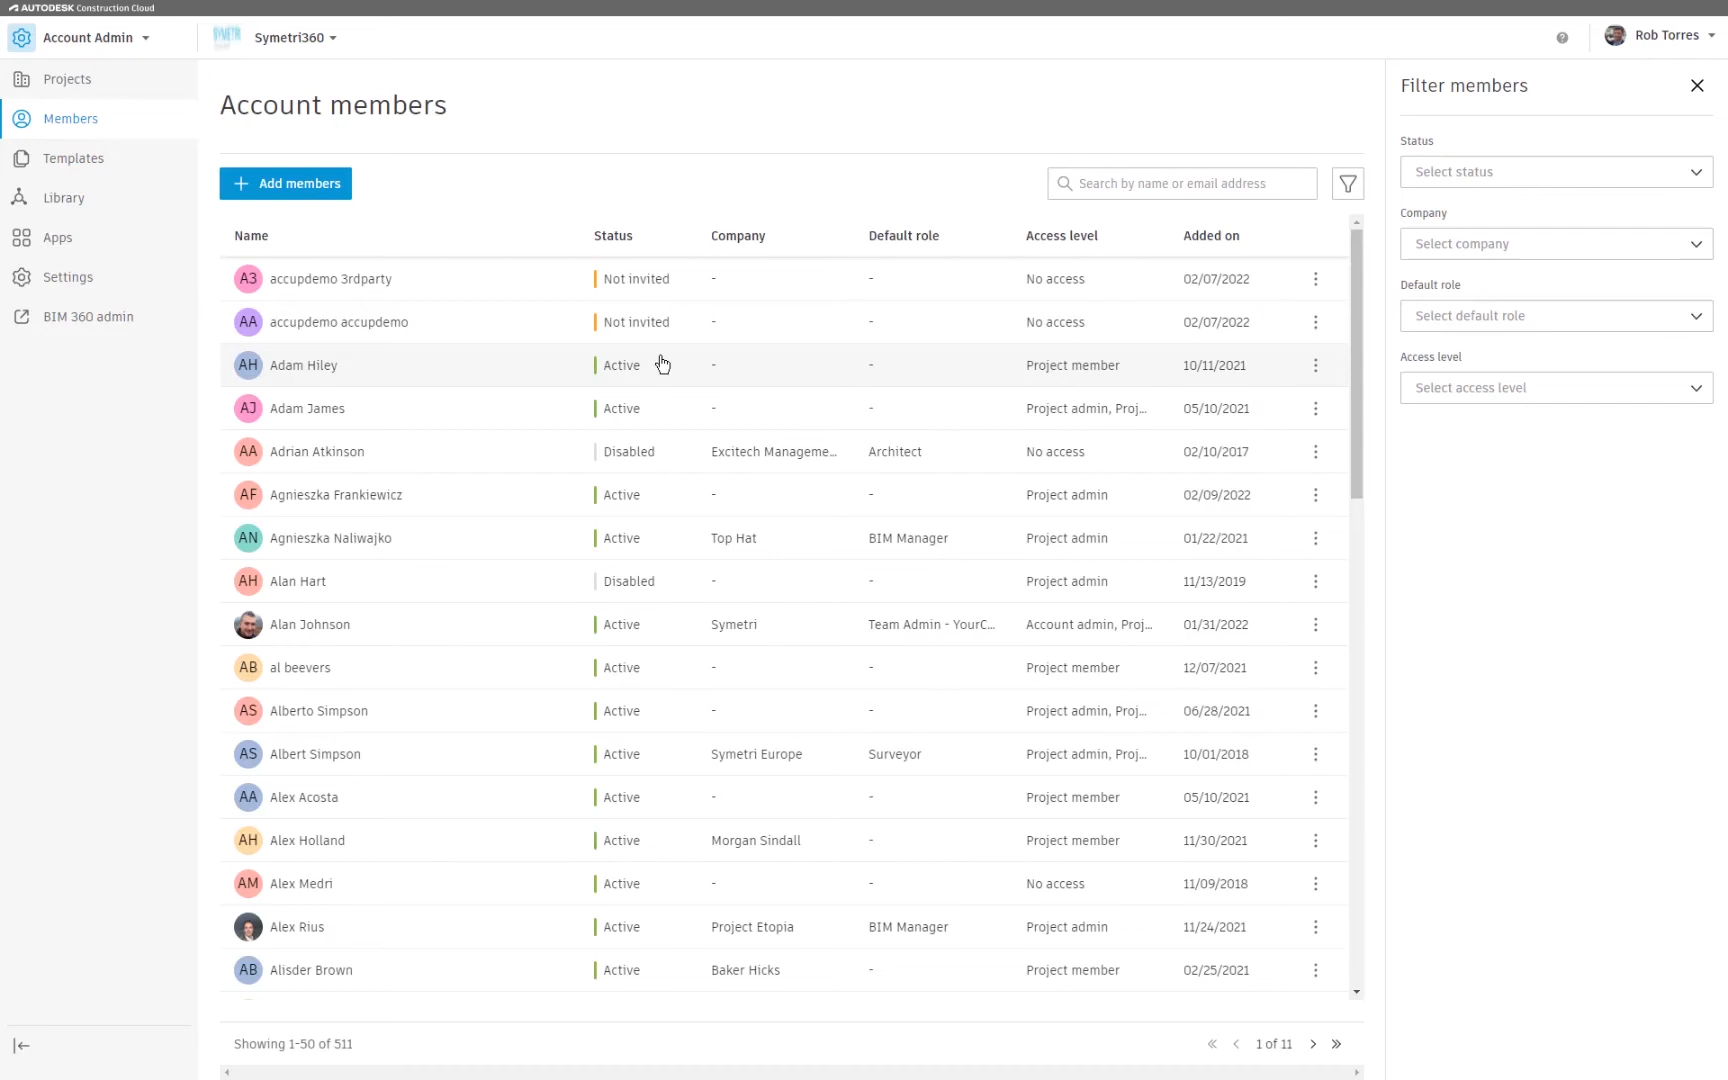 AUTODESK Construction Cloud
Account Admin
Symetri360
Rob Torres
Projects
Members
Templates
Library
Apps
Settings
BIM 360 admin
Account members
Add members
Search by name or email address
Name Status Company Default role Access level Added on
A3 accupdemo 3rdparty Not invited - - No access 02/07/2022
AA accupdemo accupdemo Not invited - - No access 02/07/2022
AH Adam Hiley Active - - Project member 10/11/2021
AJ Adam James Active - - Project admin, Proj... 05/10/2021
AA Adrian Atkinson Disabled Excitech Manageme... Architect No access 02/10/2017
AF Agnieszka Frankiewicz Active - - Project admin 02/09/2022
AN Agnieszka Naliwajko Active Top Hat BIM Manager Project admin 01/22/2021
AH Alan Hart Disabled - - Project admin 11/13/2019
Alan Johnson Active Symetri Team Admin - YourC... Account admin, Proj... 01/31/2022
AB al beevers Active - - Project member 12/07/2021
AS Alberto Simpson Active - - Project admin, Proj... 06/28/2021
AS Albert Simpson Active Symetri Europe Surveyor Project admin, Proj... 10/01/2018
AA Alex Acosta Active - - Project member 05/10/2021
AH Alex Holland Active Morgan Sindall - Project member 11/30/2021
AM Alex Medri Active - - No access 11/09/2018
Alex Rius Active Project Etopia BIM Manager Project admin 11/24/2021
AB Alisder Brown Active Baker Hicks - Project member 02/25/2021
Showing 1-50 of 511
1 of 11
Filter members
Status
Select status
Company
Select company
Default role
Select default role
Access level
Select access level